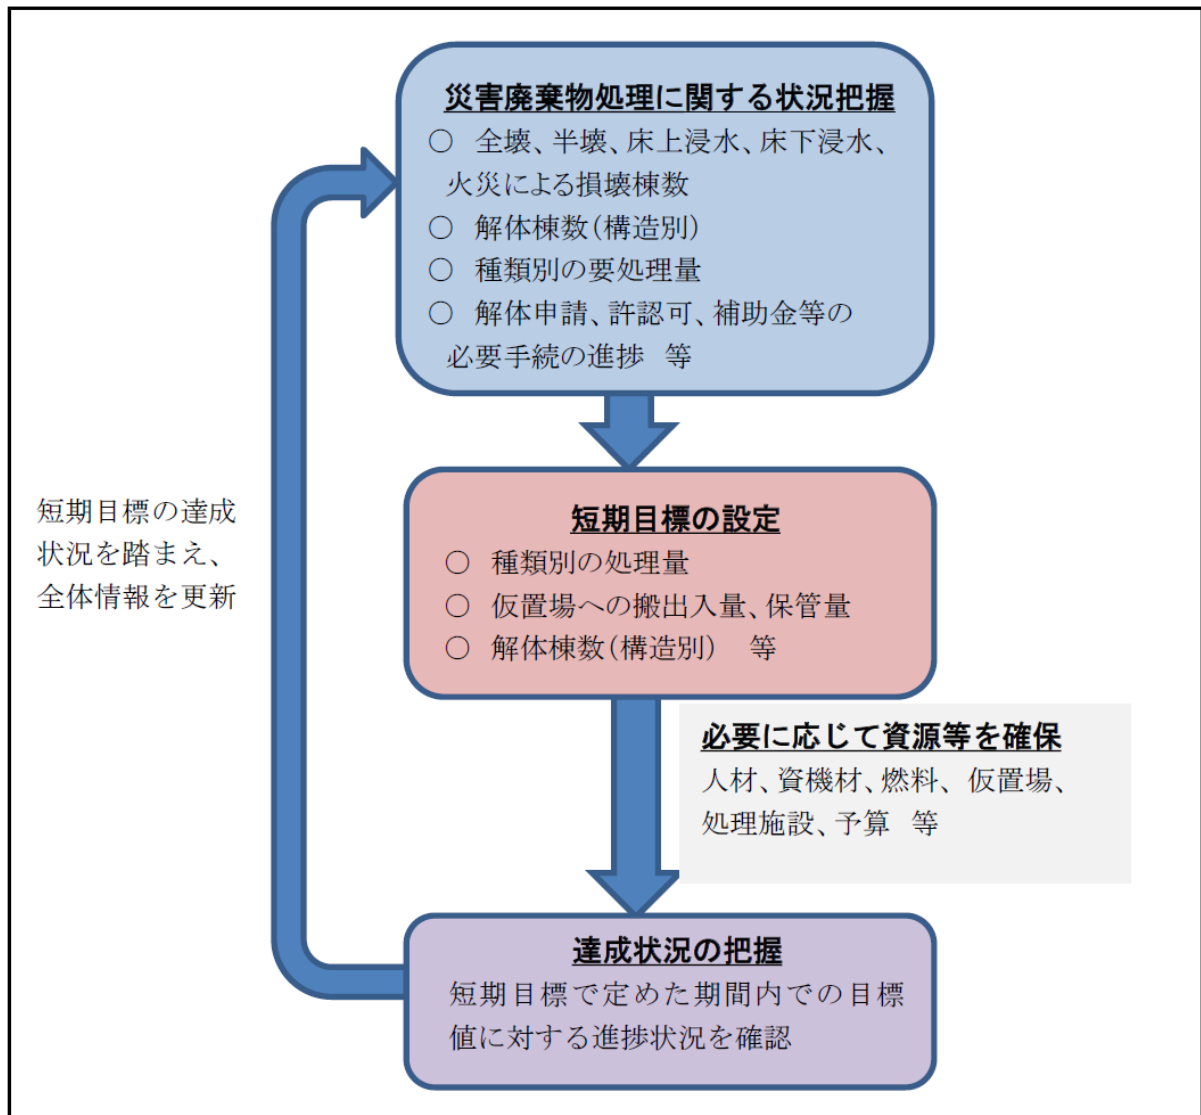 災害廃棄物処理に関する状況把握
○ 全壊、半壊、床上浸水、床下浸水、
火災による損壊棟数
○ 解体棟数(構造別)
○ 種類別の要処理量
○ 解体申請、許認可、補助金等の
必要手続の進捗 等
短期目標の設定
○ 種類別の処理量
○ 仮置場への搬出入量、保管量
○ 解体棟数(構造別) 等
必要に応じて資源等を確保
人材、資機材、燃料、仮置場、
処理施設、予算 等
達成状況の把握
短期目標で定めた期間内での目標
値に対する進捗状況を確認
短期目標の達成
状況を踏まえ、
全体情報を更新